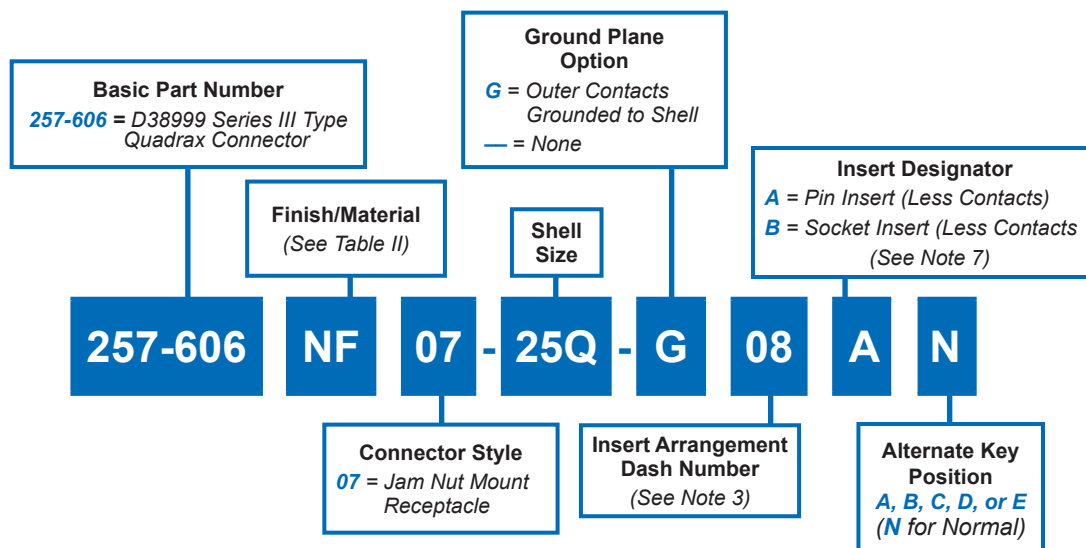 Ground Plane
Option
G = Outer Contacts
Grounded to Shell
— = None
Basic Part Number
257-606 = D38999 Series III Type
Quadrax Connector
Finish/Material
(See Table II)
Shell
Size
Insert Designator
A = Pin Insert (Less Contacts)
B = Socket Insert (Less Contacts
(See Note 7)
257-606 NF 07 - 25Q - G 08 A N
Connector Style
07 = Jam Nut Mount
Receptacle
Insert Arrangement
Dash Number
(See Note 3)
Alternate Key
Position
A, B, C, D, or E
(N for Normal)